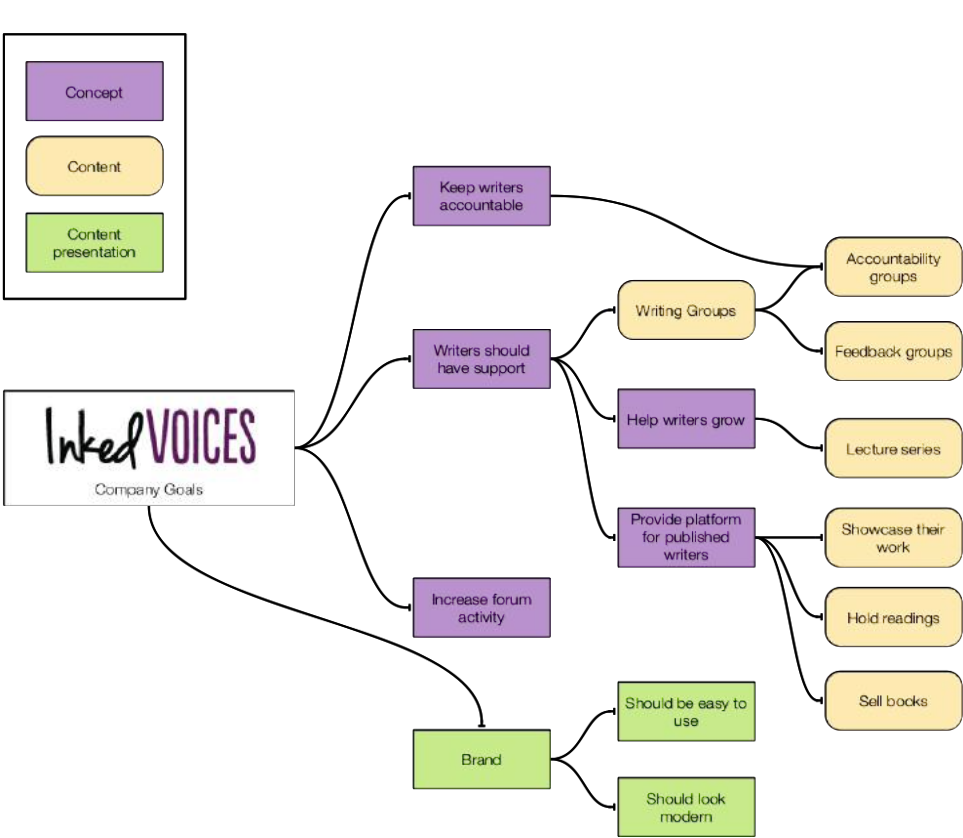 Concept
Content
Content
presentation
Keep writers
accountable
Accountability
groups
Writing Groups
Feedback groups
Writers should
have support
Help writers grow
Lecture series
Inked VOICES
Company Goals
Provide platform
for published
writers
Showcase their
work
Increase forum
activity
Hold readings
Sell books
Should be easy to
use
Brand
Should look
modern